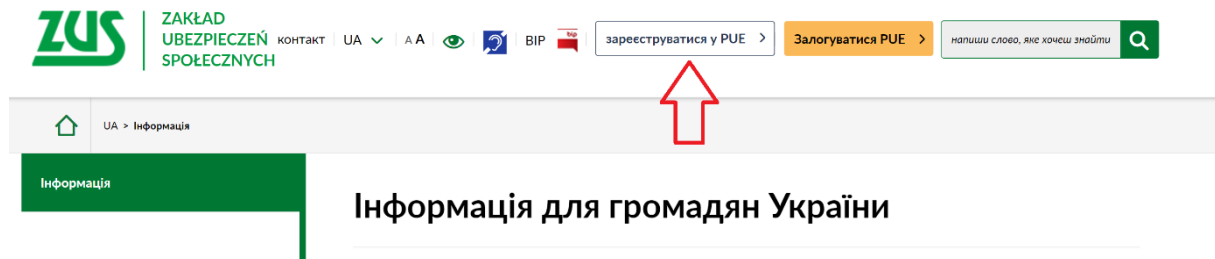 ZUS
ZAKŁAD
UBEZPIECZEŃ
SPOŁECZNYCH
контакт UA A A BIP bip зареєструватися у PUE > Залогуватися PUE > напиши слово, яке хочеш знайти
UA > Інформація
Інформація
Інформація для громадян України